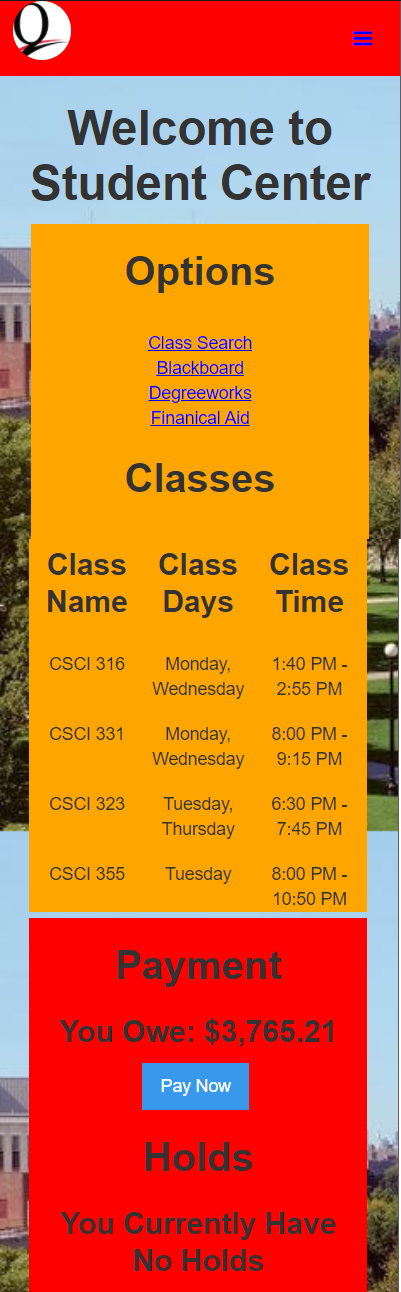 Q
Welcome to
Student Center
Options
Class Search
Blackboard
Degreeworks
Finanical Aid
Classes
Class Name Class Days Class Time
CSCI 316 Monday, Wednesday 1:40 PM - 2:55 PM
CSCI 331 Monday, Wednesday 8:00 PM - 9:15 PM
CSCI 323 Tuesday, Thursday 6:30 PM - 7:45 PM
CSCI 355 Tuesday 8:00 PM - 10:50 PM
Payment
You Owe: $3,765.21
Pay Now
Holds
You Currently Have
No Holds